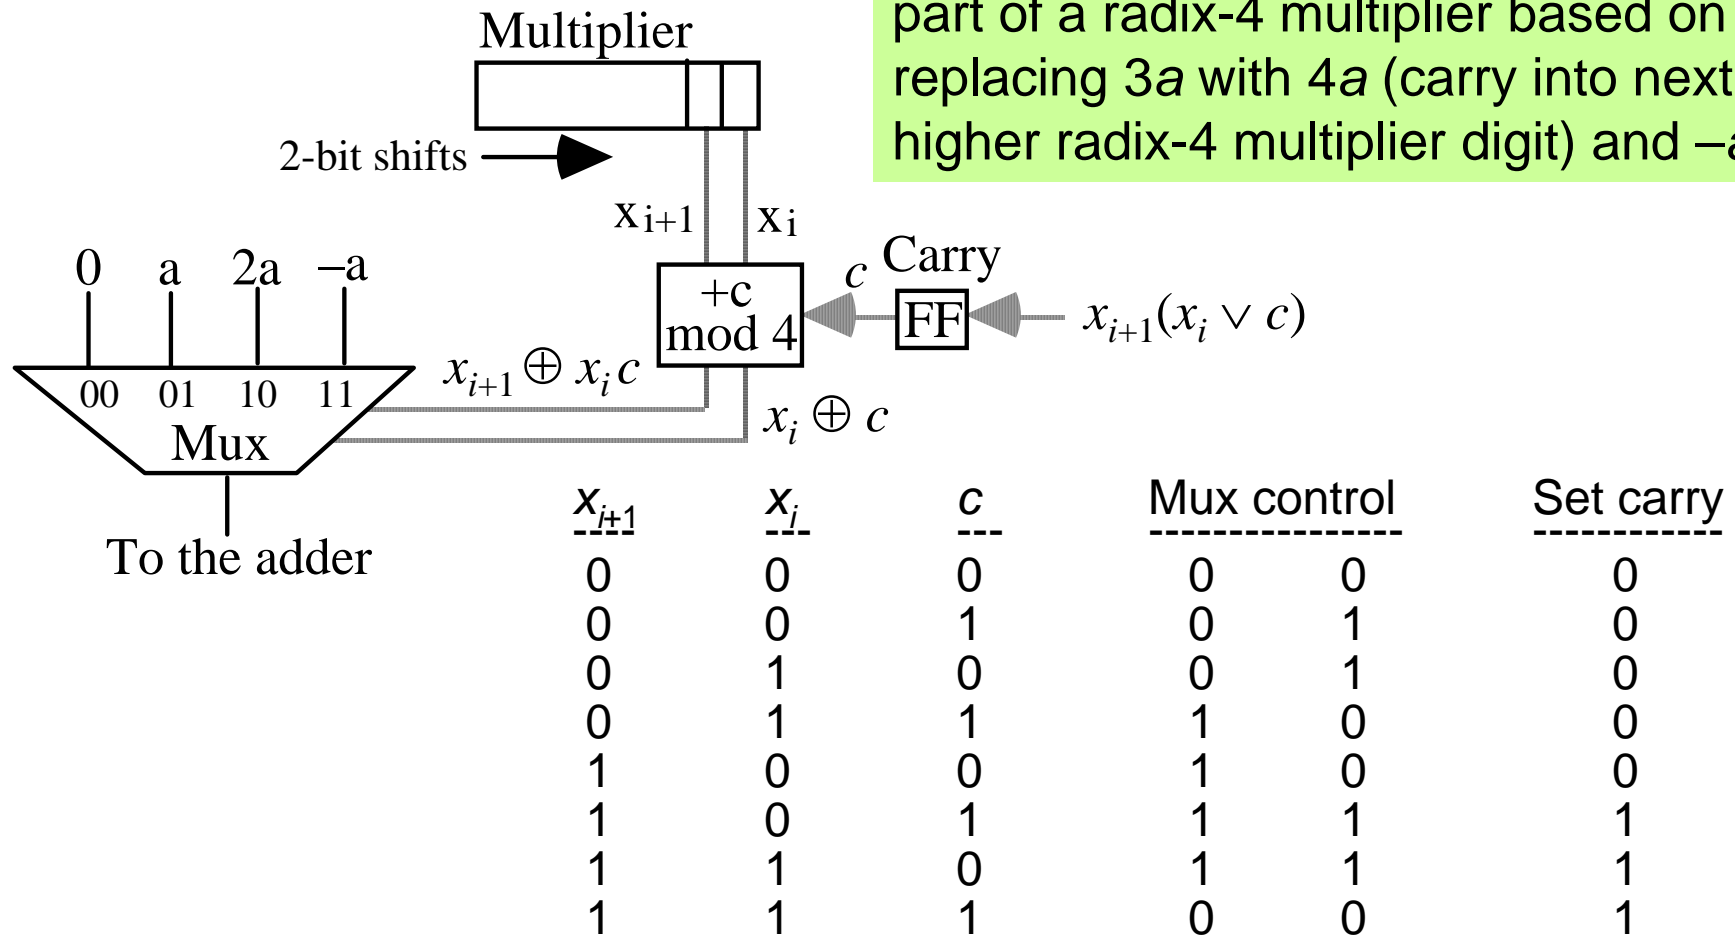 part of a radix-4 multiplier based on
replacing 3a with 4a (carry into next
higher radix-4 multiplier digit) and –a
Multiplier
2-bit shifts
x i+1 x i
0 a 2a –a
+c
mod 4
c
Carry
FF
x_{i+1}(x_i ∨ c)
00 01 10 11
Mux
x_{i+1} ⊕ x_i c
x_i ⊕ c
To the adder
x_{i+1} x_i c Mux control Set carry
---- --- --- --------------- ------------
0 0 0 0 0 0
0 0 1 0 1 0
0 1 0 0 1 0
0 1 1 1 0 0
1 0 0 1 0 0
1 0 1 1 1 1
1 1 0 1 1 1
1 1 1 0 0 1